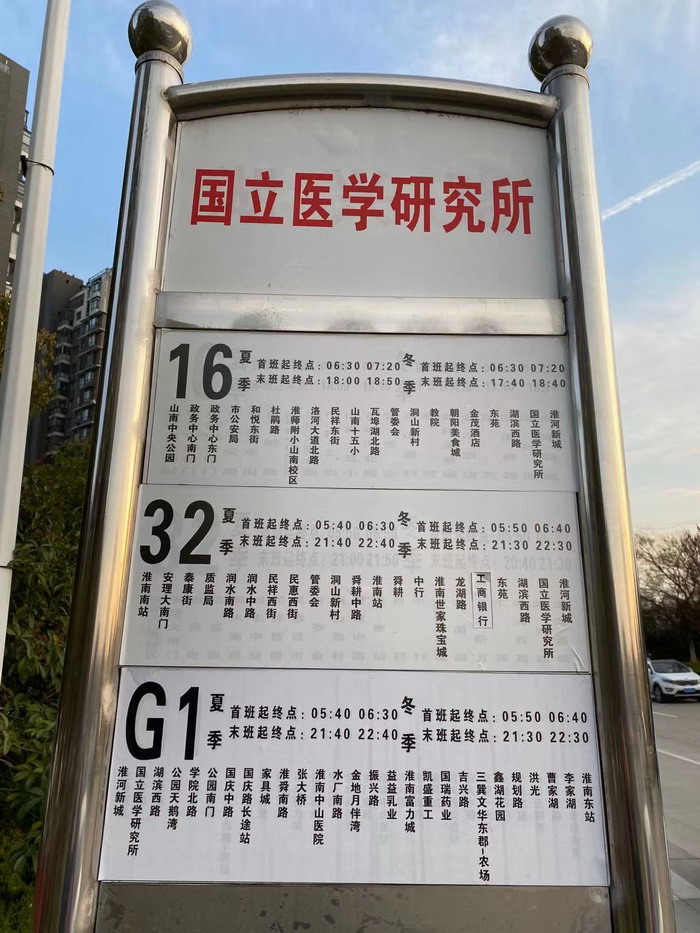 国立医学研究所
16
夏季
首班起终点：06:30 07:20
末班起终点：18:00 18:50
冬季
首班起终点：06:30 07:20
末班起终点：17:40 18:40
山南中央公园
政务中心南门
政务中心东门
市公安局
和悦东街
杜鹃路
淮师附小山南校区
洛河大道北路
民祥东街
山南十五小
瓦埠湖北路
管委会
洞山新村
教院
朝阳美食城
金茂酒店
东苑
湖滨西路
国立医学研究所
淮河新城
32
夏季
首班起终点：05:40 06:30
末班起终点：21:40 22:40
冬季
首班起终点：05:50 06:40
末班起终点：21:30 22:30
淮南南站
安理大南门
泰康街
质监局
润水南路
润水中路
民祥西街
民惠西街
管委会
洞山新村
舜耕中路
淮南站
舜耕
中行
淮南世家珠宝城
龙湖路
工商银行
东苑
湖滨西路
国立医学研究所
淮河新城
G1
夏季
首班起终点：05:40 06:30
末班起终点：21:40 22:40
冬季
首班起终点：05:50 06:40
末班起终点：21:30 22:30
淮河新城
国立医学研究所
湖滨西路
公园天鹅湾
学院北路
公园南门
国庆中路
国庆路长途站
家具城
淮舜南路
张大桥
淮南中山医院
水厂南路
金地月伴湾
振兴路
益益乳业
淮南富力城
凯盛重工
国瑞药业
吉兴路
三巽文华东郡-农场
鑫湖花园
规划路
洪光
曹家湖
李家湖
淮南东站